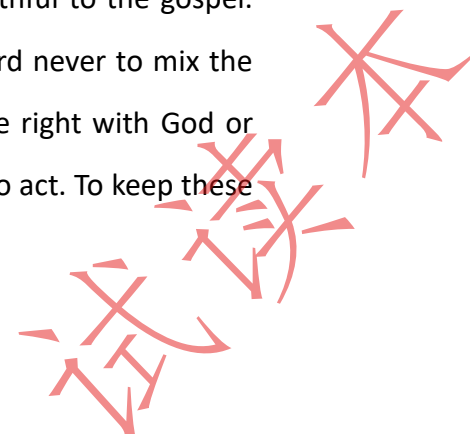 thful to the gospel.
rd never to mix the
e right with God or
o act. To keep these
试读本